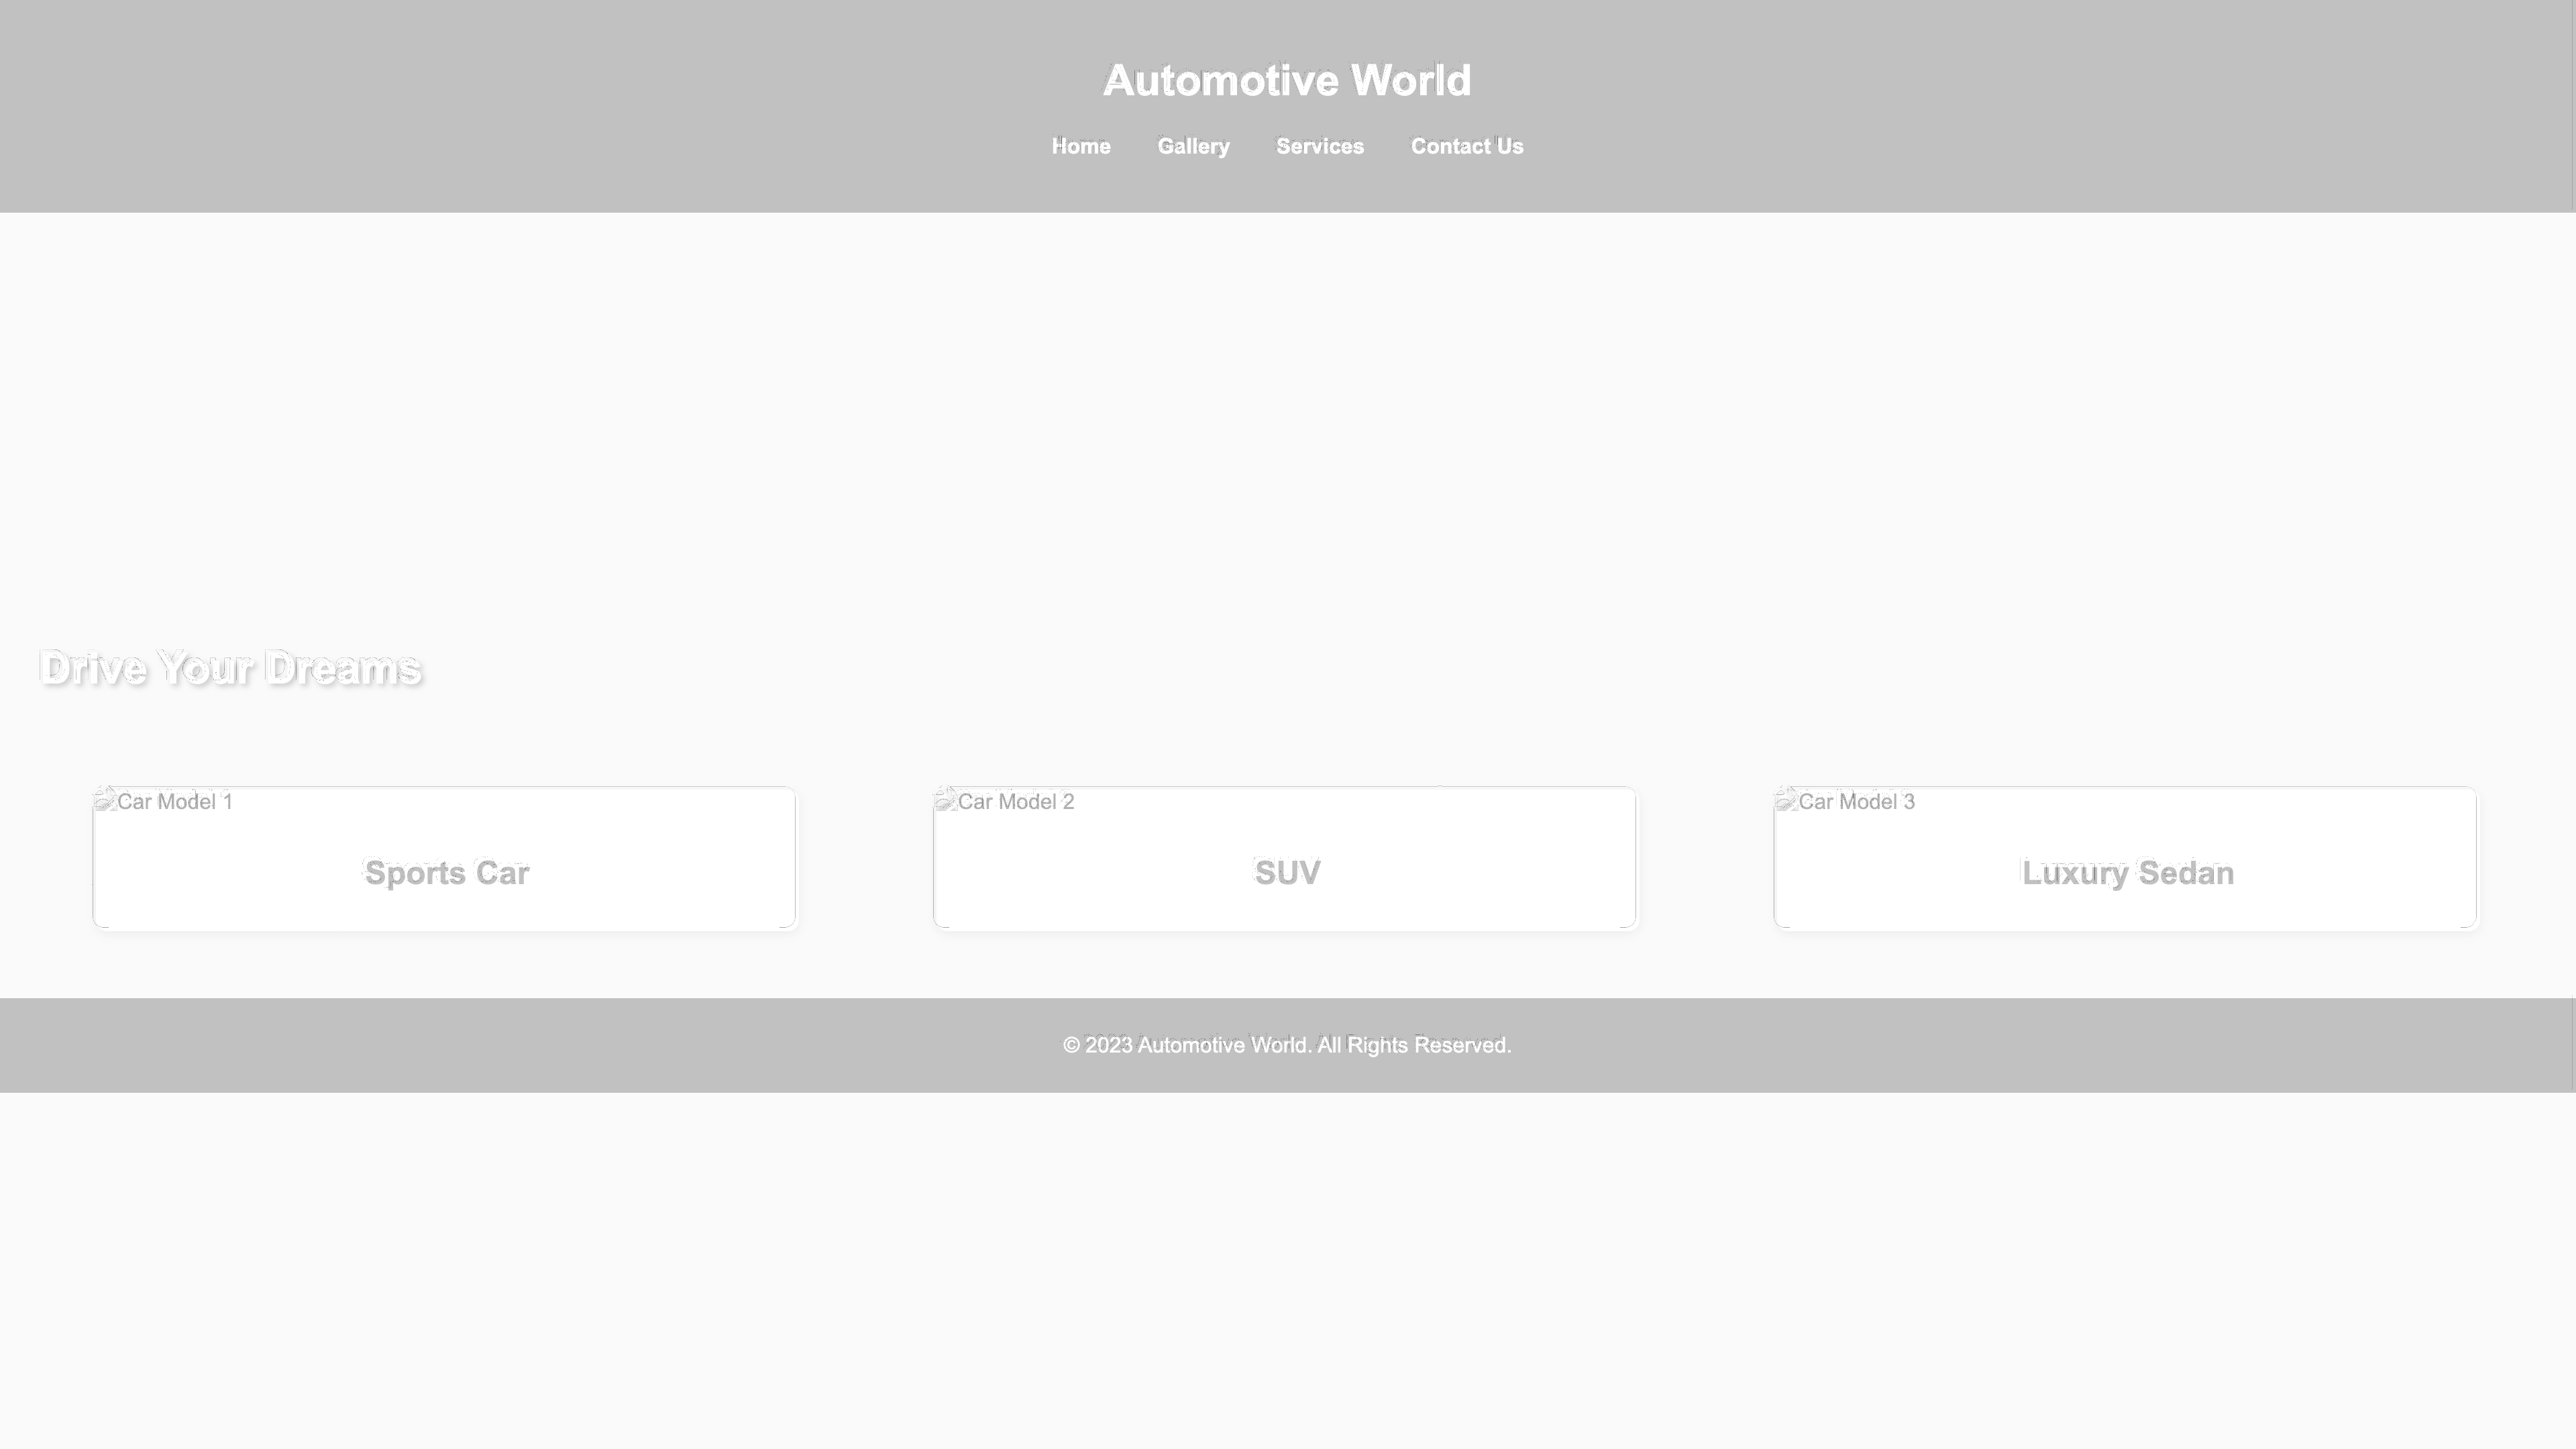 Automotive World
Home Gallery Services Contact Us
Drive Your Dreams
Car Model 1 Car Model 2 Car Model 3
Sports Car SUV Luxury Sedan
© 2023 Automotive World. All Rights Reserved.